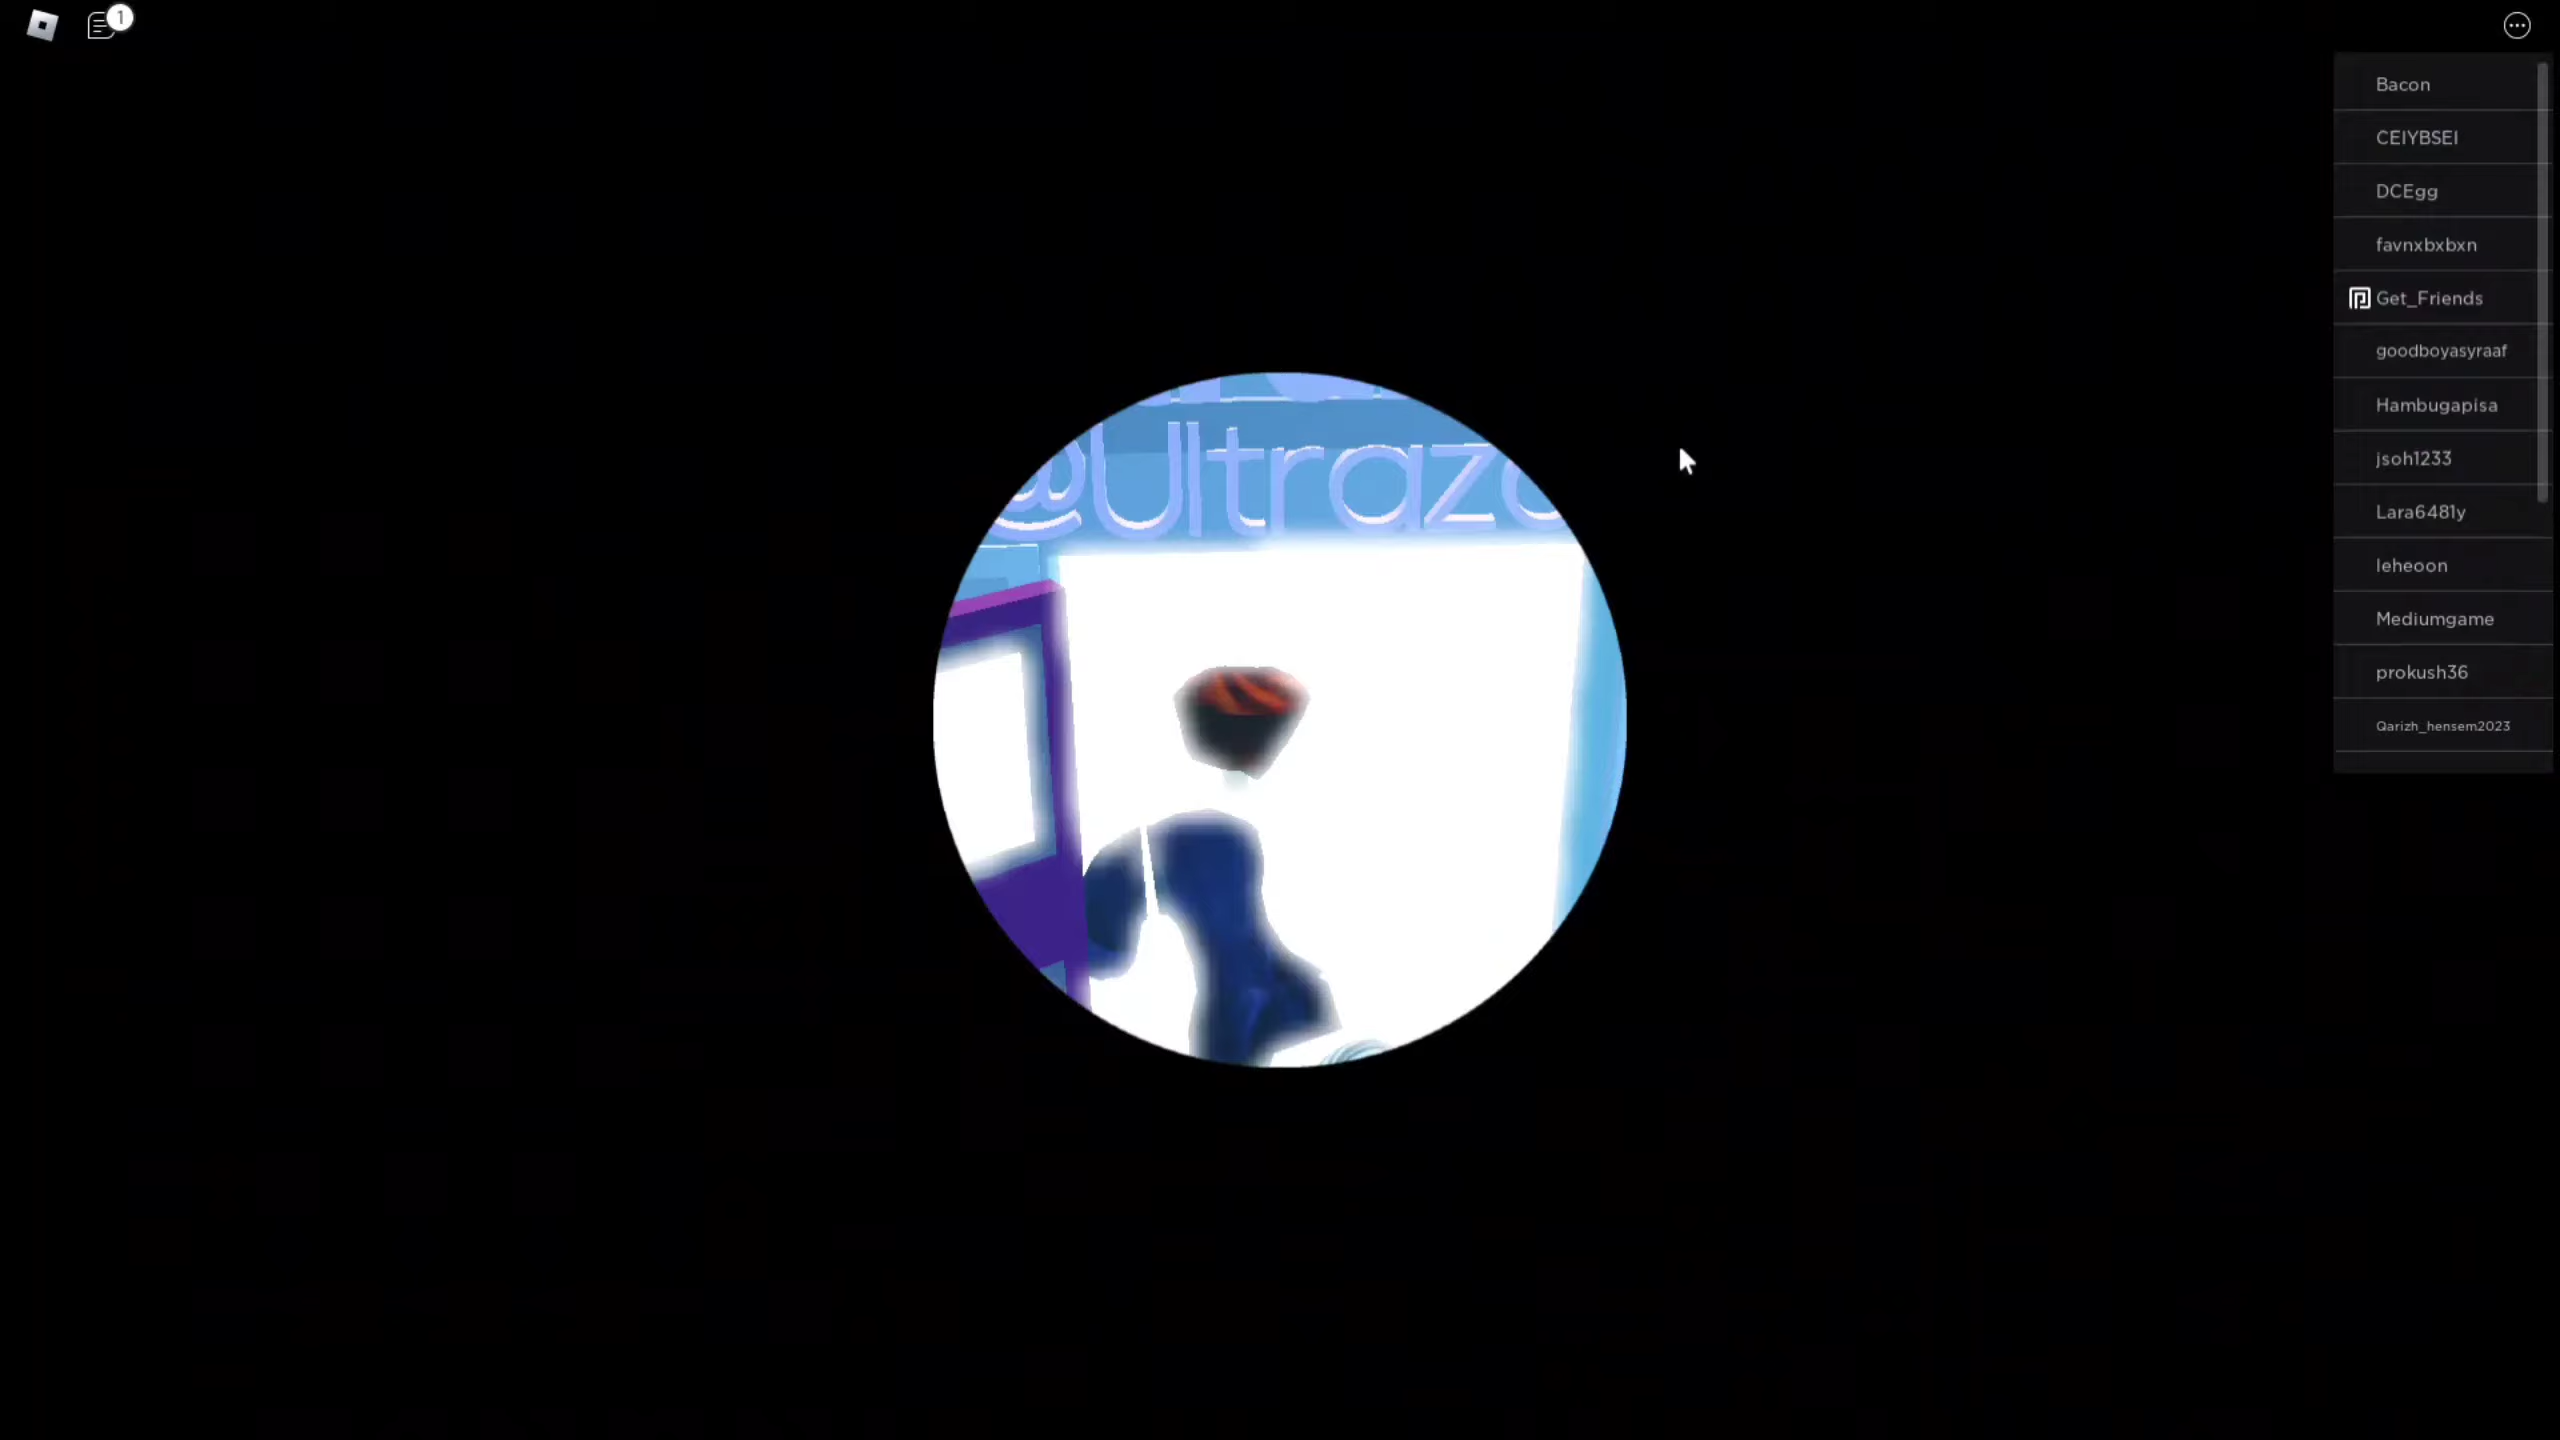 1
Bacon
CEIYBSEI
DCEgg
favnxbxbxn
Get_Friends
goodboyasyraaf
Hambugapisa
jsoh1233
Lara6481y
leheoon
Mediumgame
prokush36
Qarizh_hensem2023
@Ultraz